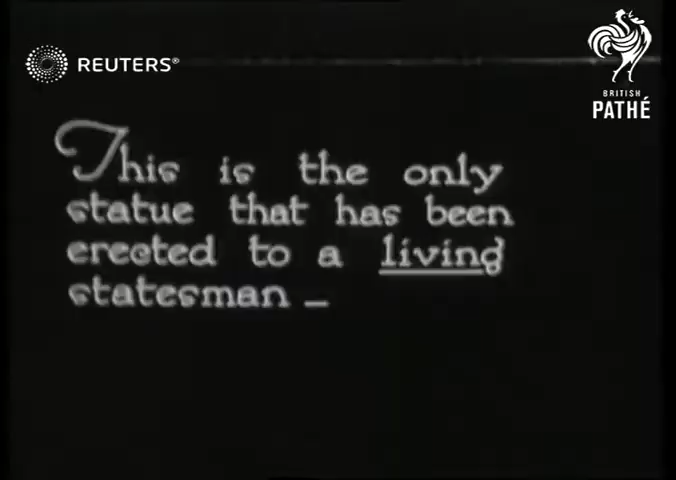 REUTERS®
BRITISH
PATHÉ
This is the only
statue that has been
erected to a living
statesman –